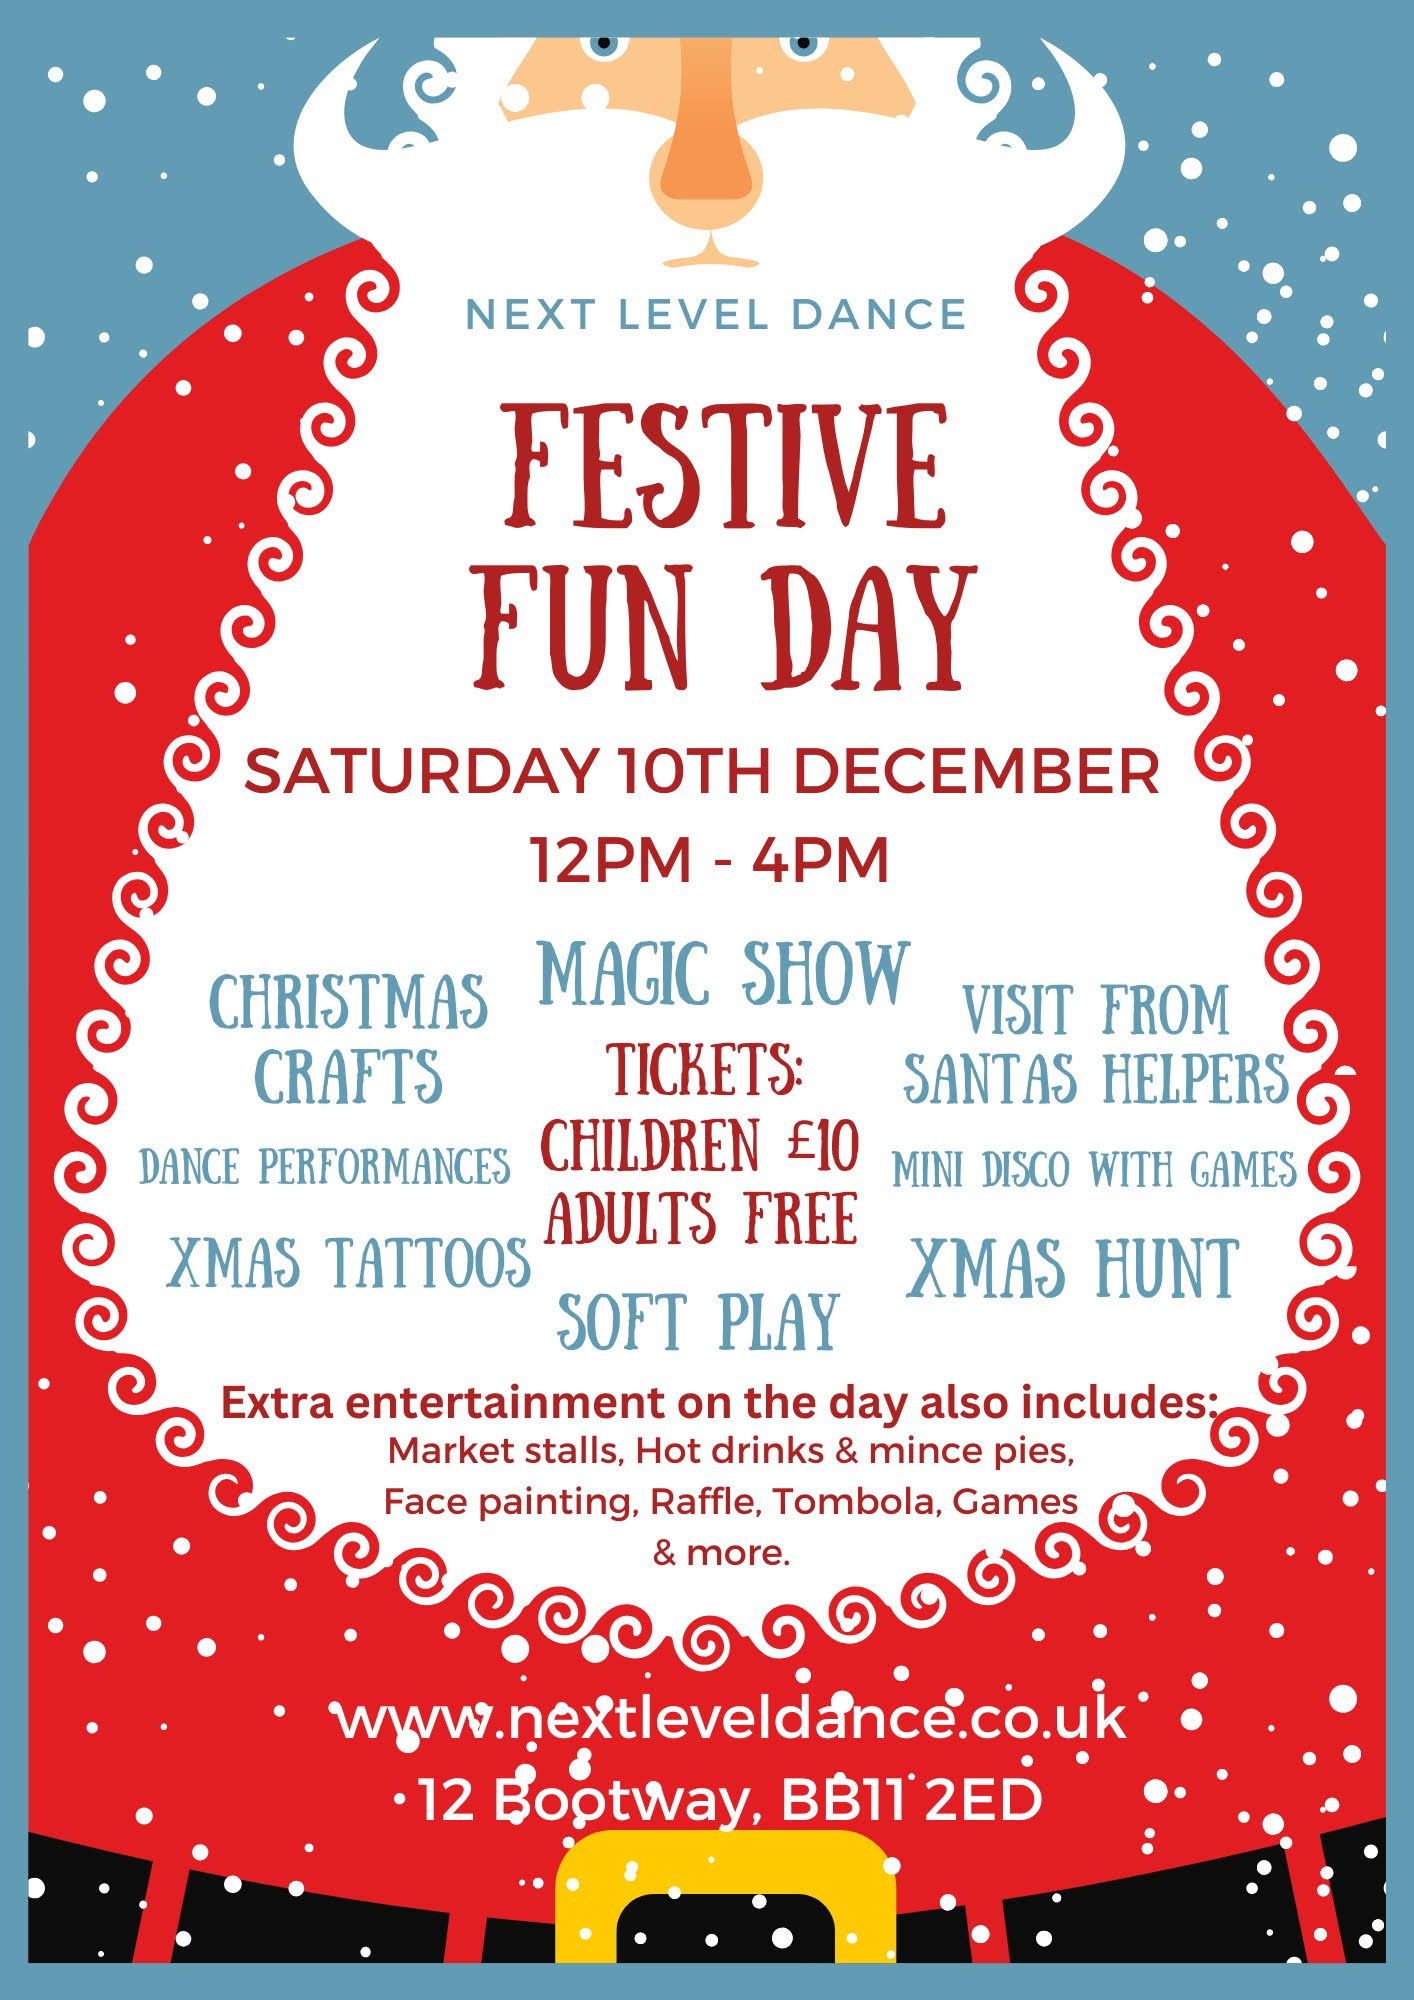 NEXT LEVEL DANCE
FESTIVE
FUN DAY
SATURDAY 10TH DECEMBER
12PM - 4PM
MAGIC SHOW
CHRISTMAS
CRAFTS
VISIT FROM
SANTAS HELPERS
TICKETS:
CHILDREN £10
ADULTS FREE
DANCE PERFORMANCES
MINI DISCO WITH GAMES
XMAS TATTOOS
XMAS HUNT
SOFT PLAY
Extra entertainment on the day also includes:
Market stalls, Hot drinks & mince pies,
Face painting, Raffle, Tombola, Games
& more.
www.nextleveldance.co.uk
12 Bootway, BB11 2ED